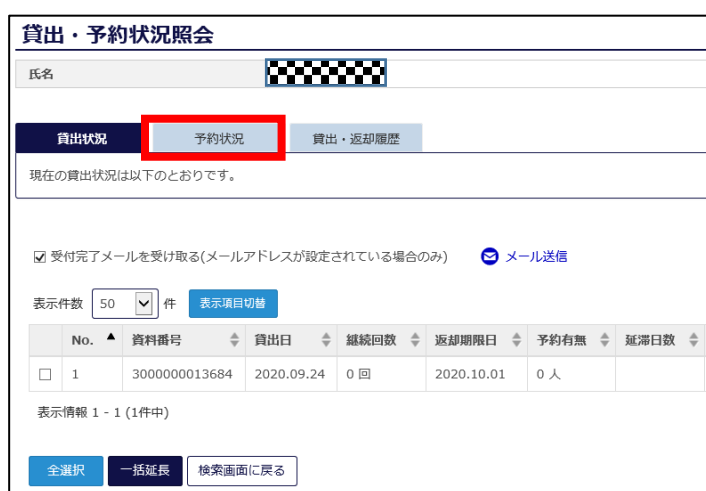 貸出・予約状況照会
氏名
貸出状況 予約状況 貸出・返却履歴
現在の貸出状況は以下のとおりです。
受付完了メールを受け取る(メールアドレスが設定されている場合のみ) メール送信
表示件数 50 件 表示項目切替
No. 資料番号 貸出日 継続回数 返却期限日 予約有無 延滞日数
1 3000000013684 2020.09.24 0 回 2020.10.01 0 人
表示情報 1 - 1 (1件中)
全選択 一括延長 検索画面に戻る